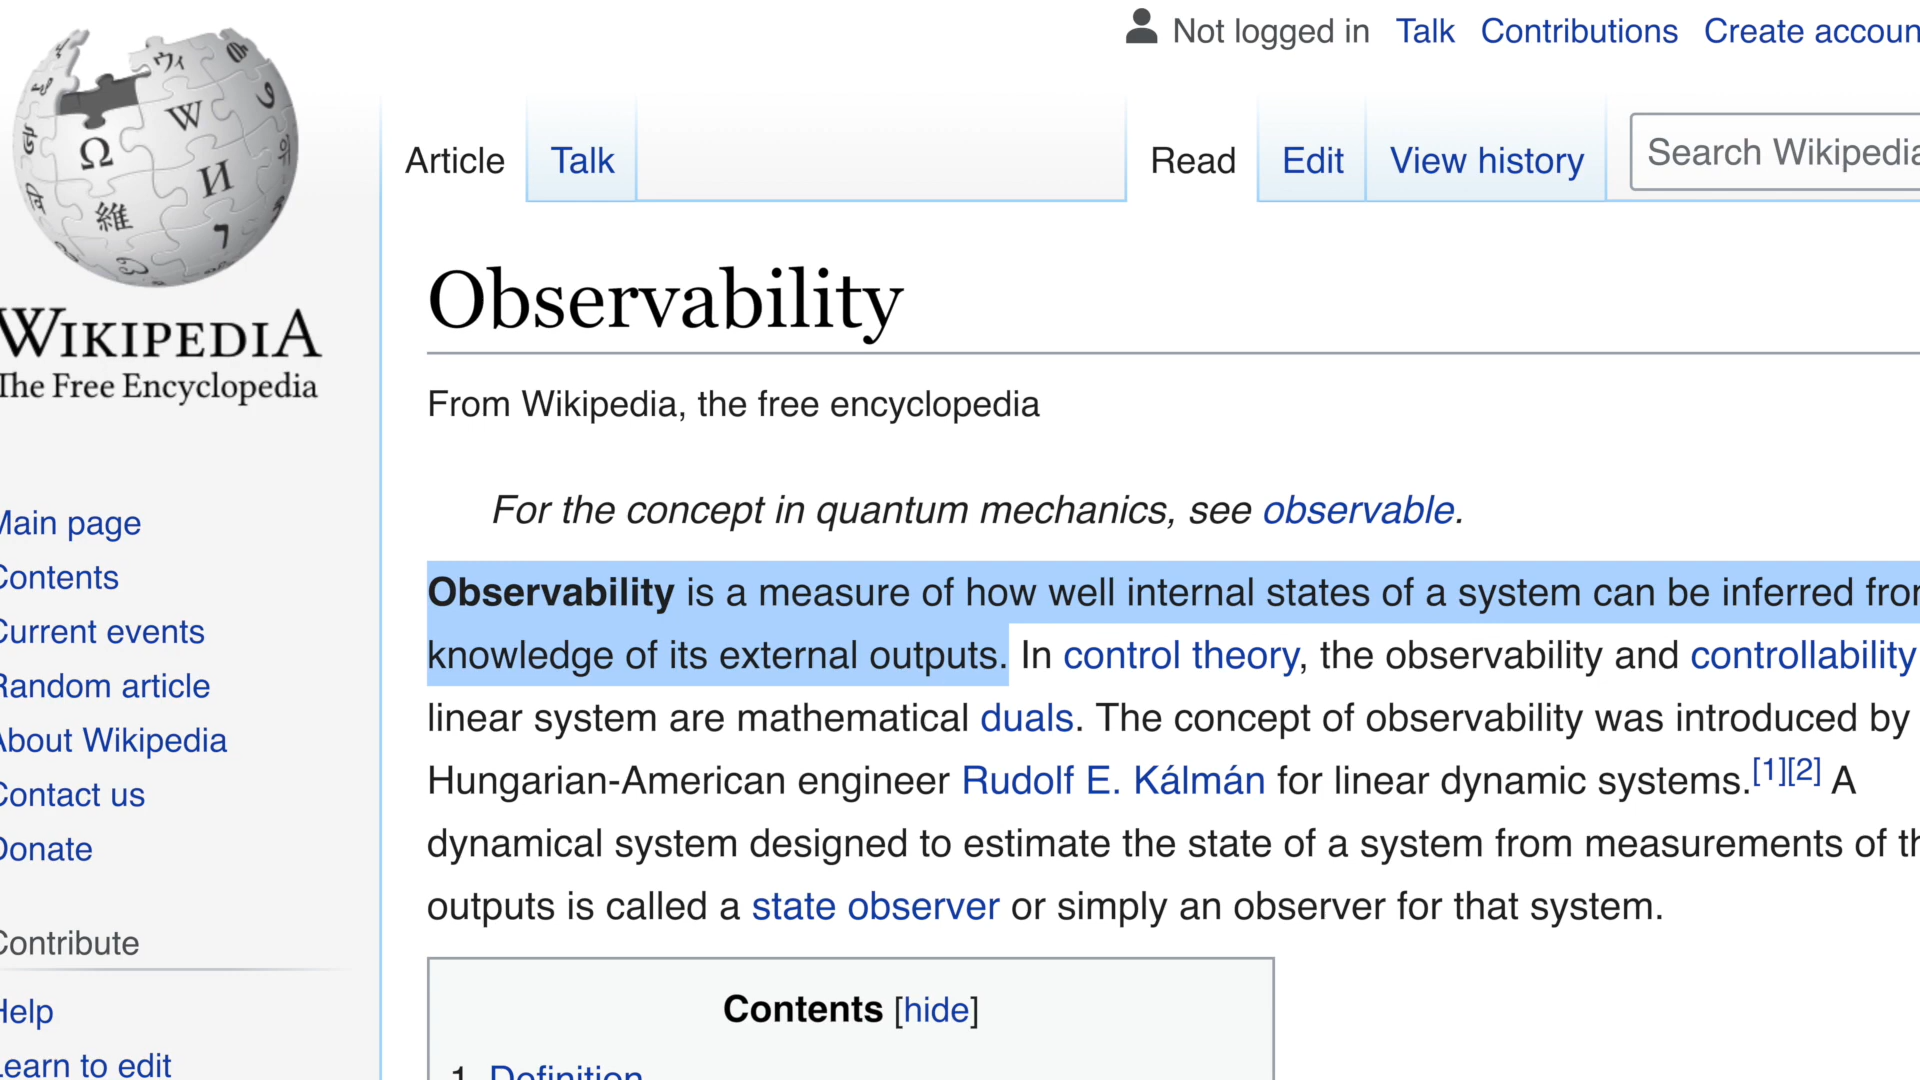 Not logged in Talk Contributions Create accoun
Article Talk Read Edit View history Search Wikipedia
WIKIPEDIA
The Free Encyclopedia
Observability
From Wikipedia, the free encyclopedia
For the concept in quantum mechanics, see observable.
Observability is a measure of how well internal states of a system can be inferred from
knowledge of its external outputs. In control theory, the observability and controllability
linear system are mathematical duals. The concept of observability was introduced by
Hungarian-American engineer Rudolf E. Kálmán for linear dynamic systems.[1][2] A
dynamical system designed to estimate the state of a system from measurements of th
outputs is called a state observer or simply an observer for that system.
Contents [hide]
1 Definition
Main page
Contents
Current events
Random article
About Wikipedia
Contact us
Donate
Contribute
Help
Learn to edit